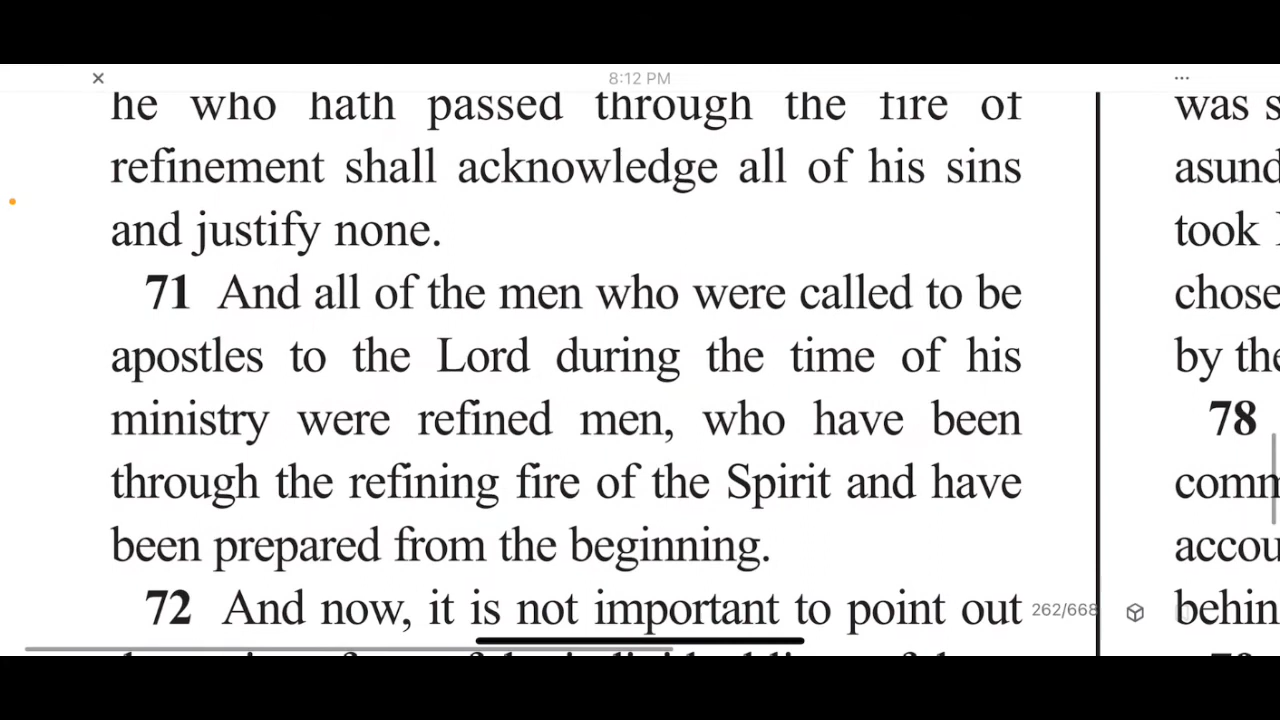 ×
8:12 PM
...
he who hath passed through the fire of
refinement shall acknowledge all of his sins
and justify none.
71 And all of the men who were called to be
apostles to the Lord during the time of his
ministry were refined men, who have been
through the refining fire of the Spirit and have
been prepared from the beginning.
72 And now, it is not important to point out
262/668
was s
asund
took
chose
by the
78
comm
accou
behin